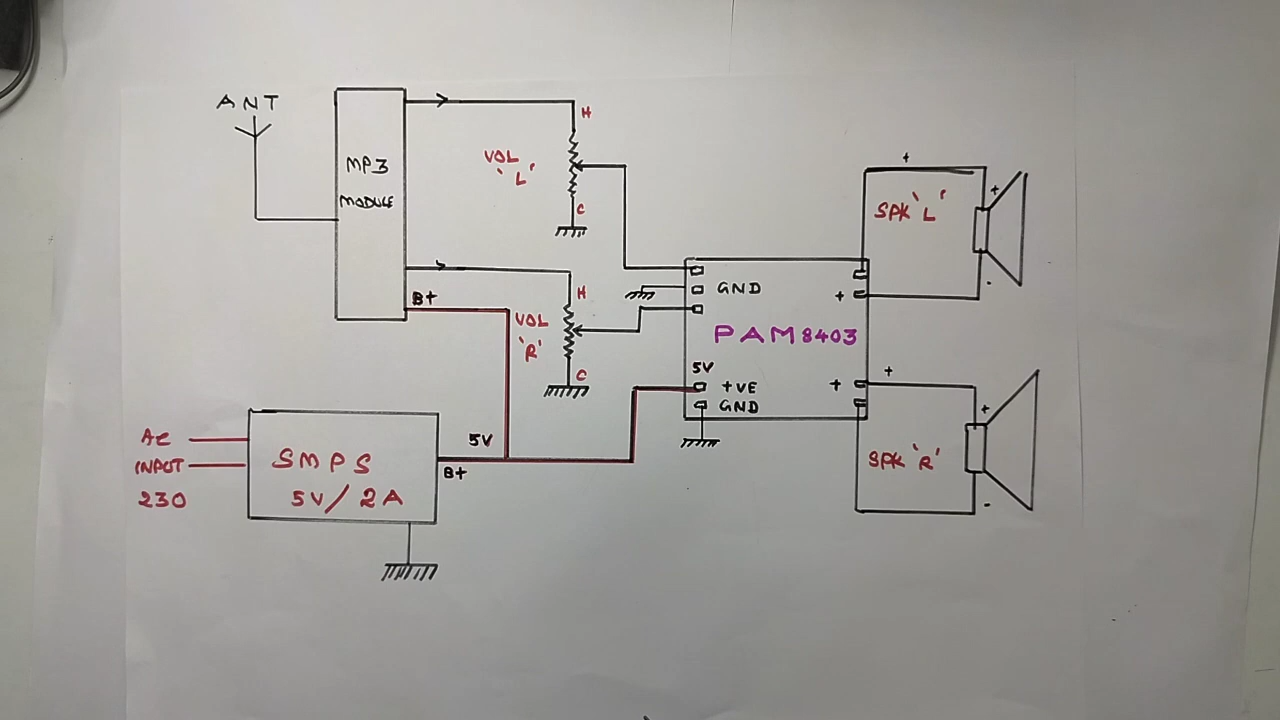 ANT
MP3
MODULE
B+
VOL
'L'
H
C
VOL
'R'
H
C
GND
PAM8403
5V
+VE
GND
+
+
+
SPK 'L'
+
-
+
SPK 'R'
+
-
AC
INPUT
230
SMPS
5V/2A
5V
B+